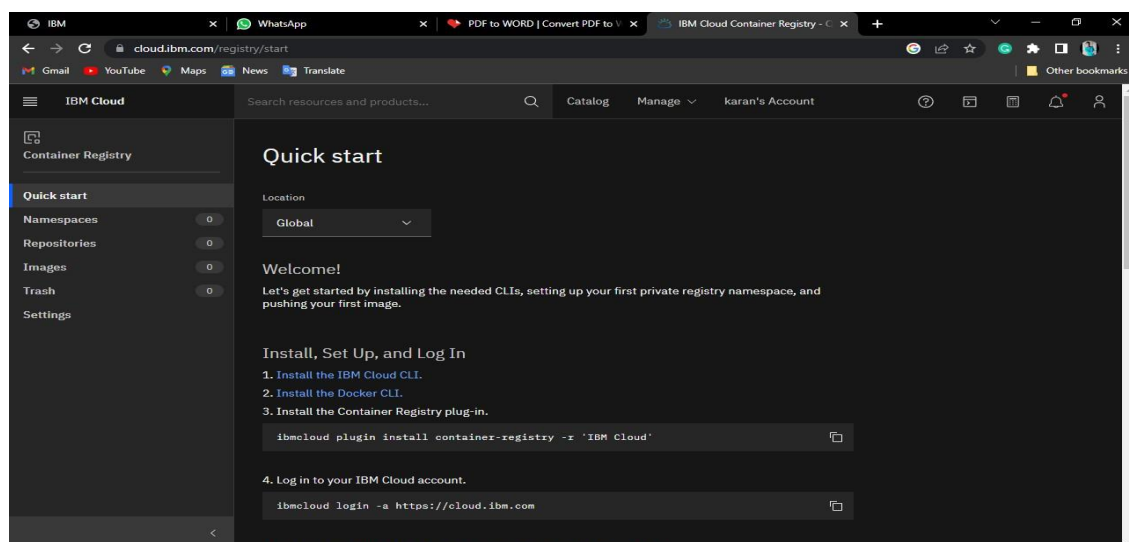 IBM
WhatsApp
PDF to WORD | Convert PDF to
IBM Cloud Container Registry -
cloud.ibm.com/registry/start
Gmail
YouTube
Maps
News
Translate
Other bookmarks
IBM Cloud
Search resources and products...
Catalog
Manage
karan's Account
Container Registry
Quick start
Namespaces 0
Repositories 0
Images 0
Trash 0
Settings
Quick start
Location
Global
Welcome!
Let's get started by installing the needed CLIs, setting up your first private registry namespace, and
pushing your first image.
Install, Set Up, and Log In
1. Install the IBM Cloud CLI.
2. Install the Docker CLI.
3. Install the Container Registry plug-in.
ibmcloud plugin install container-registry -r 'IBM Cloud'
4. Log in to your IBM Cloud account.
ibmcloud login -a https://cloud.ibm.com